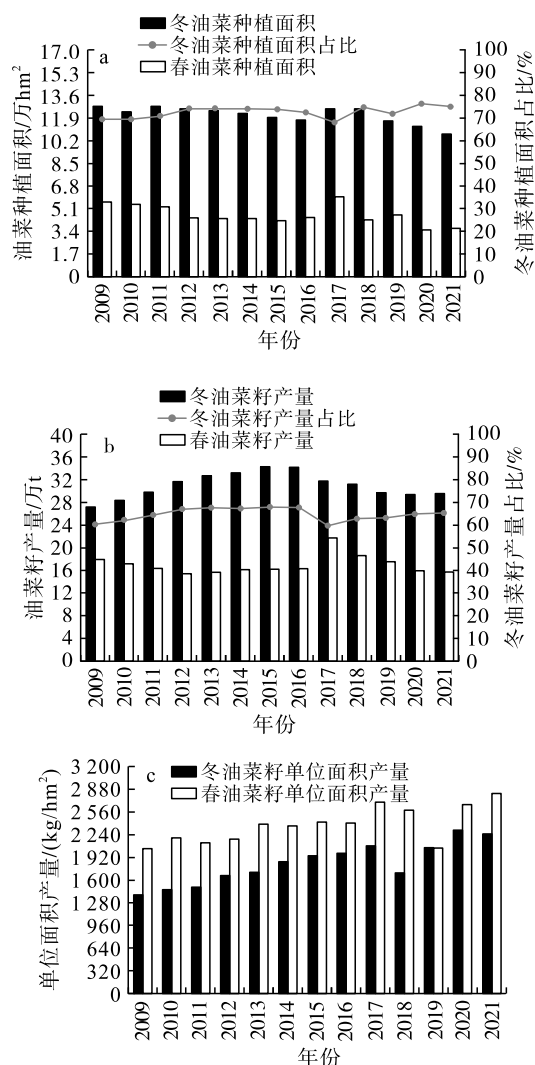 冬油菜种植面积
冬油菜种植面积占比
春油菜种植面积
a
17.0
15.3
13.6
11.9
10.2
8.5
6.8
5.1
3.4
1.7
0
油菜种植面积/万hm²
100
90
80
70
60
50
40
30
20
10
0
冬油菜种植面积占比/%
2009 2010 2011 2012 2013 2014 2015 2016 2017 2018 2019 2020 2021
年份
冬油菜籽产量
冬油菜籽产量占比
春油菜籽产量
b
40
36
32
28
24
20
16
12
8
4
0
油菜籽产量/万t
100
90
80
70
60
50
40
30
20
10
0
冬油菜籽产量占比/%
2009 2010 2011 2012 2013 2014 2015 2016 2017 2018 2019 2020 2021
年份
c
冬油菜籽单位面积产量
春油菜籽单位面积产量
3 200
2 880
2 560
2 240
1 920
1 600
1 280
960
640
320
0
单位面积产量/(kg/hm²)
2009 2010 2011 2012 2013 2014 2015 2016 2017 2018 2019 2020 2021
年份